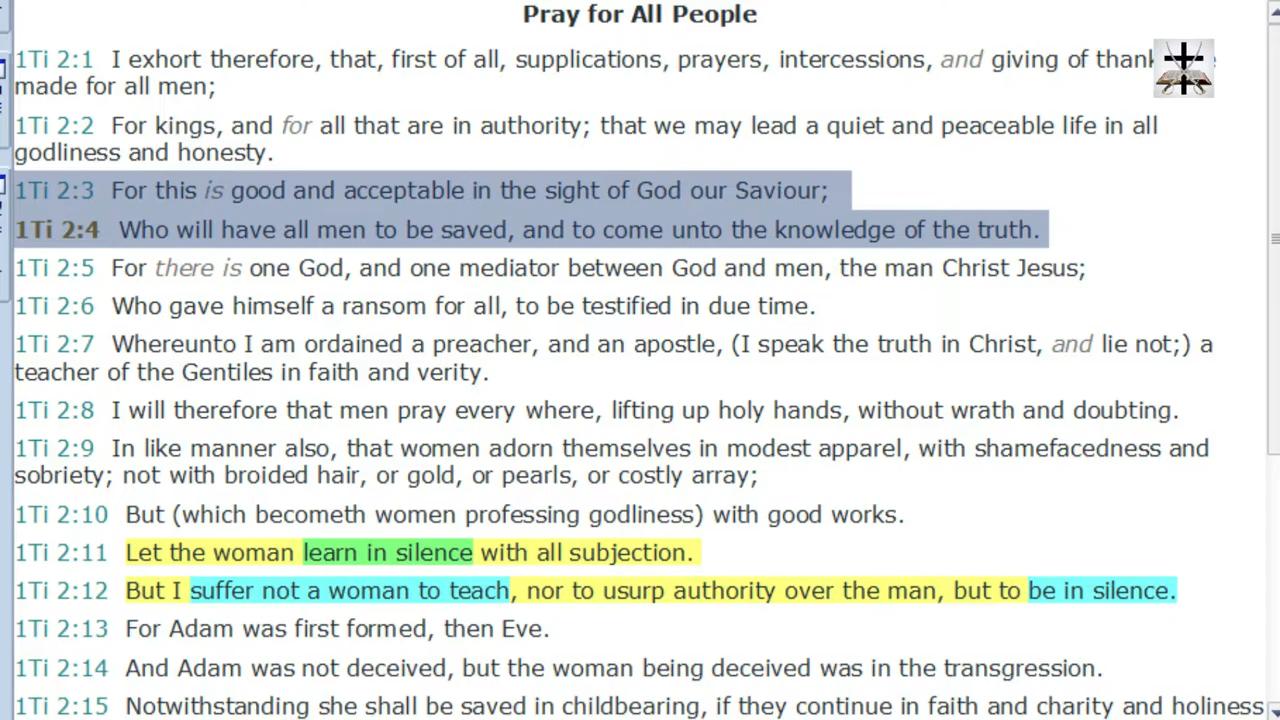 Pray for All People
1Ti 2:1 I exhort therefore, that, first of all, supplications, prayers, intercessions, and giving of
made for all men;
1Ti 2:2 For kings, and for all that are in authority; that we may lead a quiet and peaceable life in all
godliness and honesty.
1Ti 2:3 For this is good and acceptable in the sight of God our Saviour;
1Ti 2:4 Who will have all men to be saved, and to come unto the knowledge of the truth.
1Ti 2:5 For there is one God, and one mediator between God and men, the man Christ Jesus;
1Ti 2:6 Who gave himself a ransom for all, to be testified in due time.
1Ti 2:7 Whereunto I am ordained a preacher, and an apostle, (I speak the truth in Christ, and lie not;) a
teacher of the Gentiles in faith and verity.
1Ti 2:8 I will therefore that men pray every where, lifting up holy hands, without wrath and doubting.
1Ti 2:9 In like manner also, that women adorn themselves in modest apparel, with shamefacedness and
sobriety; not with broided hair, or gold, or pearls, or costly array;
1Ti 2:10 But (which becometh women professing godliness) with good works.
1Ti 2:11 Let the woman learn in silence with all subjection.
1Ti 2:12 But I suffer not a woman to teach, nor to usurp authority over the man, but to be in silence.
1Ti 2:13 For Adam was first formed, then Eve.
1Ti 2:14 And Adam was not deceived, but the woman being deceived was in the transgression.
1Ti 2:15 Notwithstanding she shall be saved in childbearing, if they continue in faith and charity and holiness